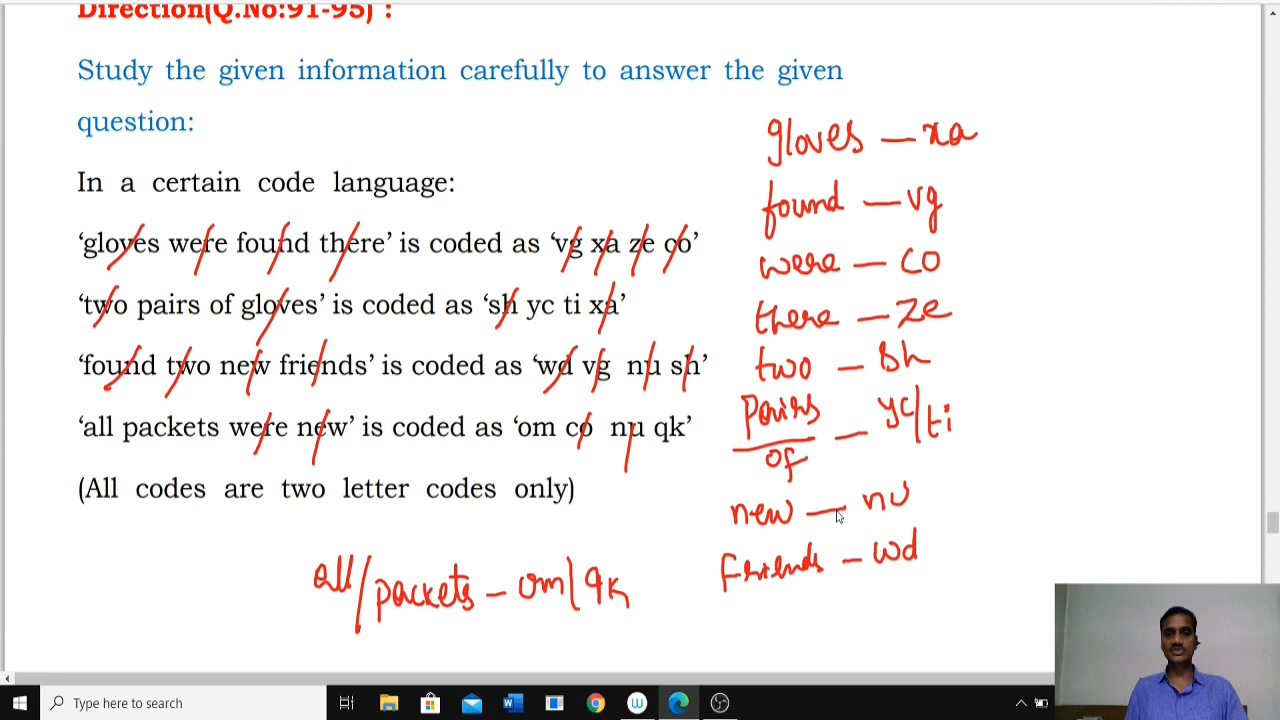 Direction(Q.No:91-95) :
Study the given information carefully to answer the given
question:
In a certain code language:
‘gloves were found there’ is coded as ‘vg xa ze co’
‘two pairs of gloves’ is coded as ‘sh yc ti xa’
‘found two new friends’ is coded as ‘wd vg nu sh’
‘all packets were new’ is coded as ‘om co nu qk’
(All codes are two letter codes only)
all/packets - om/qk
gloves - xa
found - vg
were - co
there - ze
two - sh
pairs
of - yc/ti
new - nu
friends - wd
Type here to search